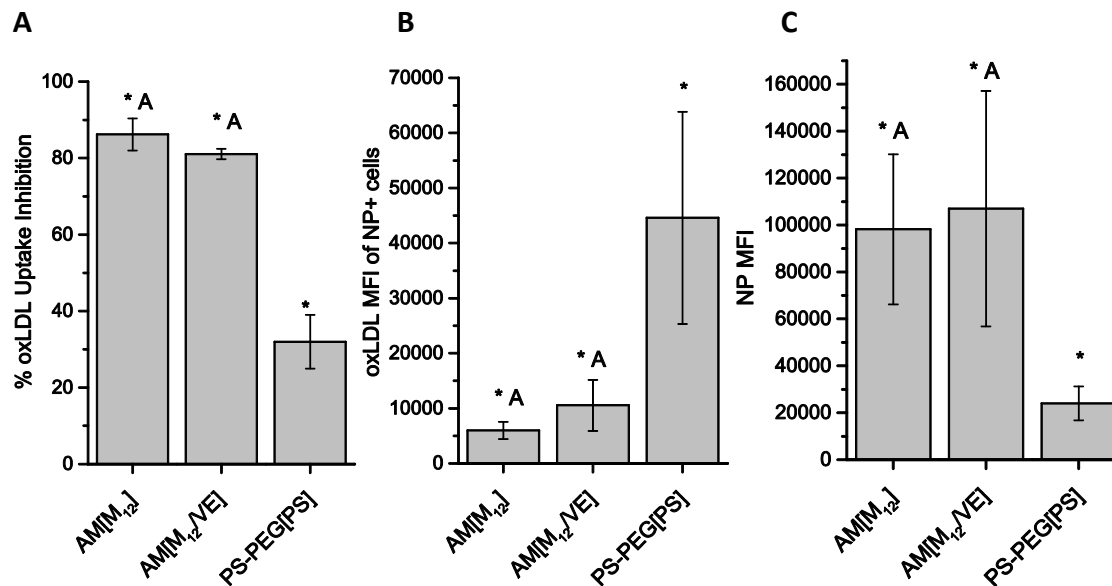 A
% oxLDL Uptake Inhibition
100
80
60
40
20
0
* A
* A
*
AM[M12]
AM[M12/VE]
PS-PEG[PS]
B
oxLDL MFI of NP+ cells
70000
60000
50000
40000
30000
20000
10000
0
* A
* A
*
AM[M12]
AM[M12/VE]
PS-PEG[PS]
C
NP MFI
160000
140000
120000
100000
80000
60000
40000
20000
0
* A
* A
*
AM[M12]
AM[M12/VE]
PS-PEG[PS]